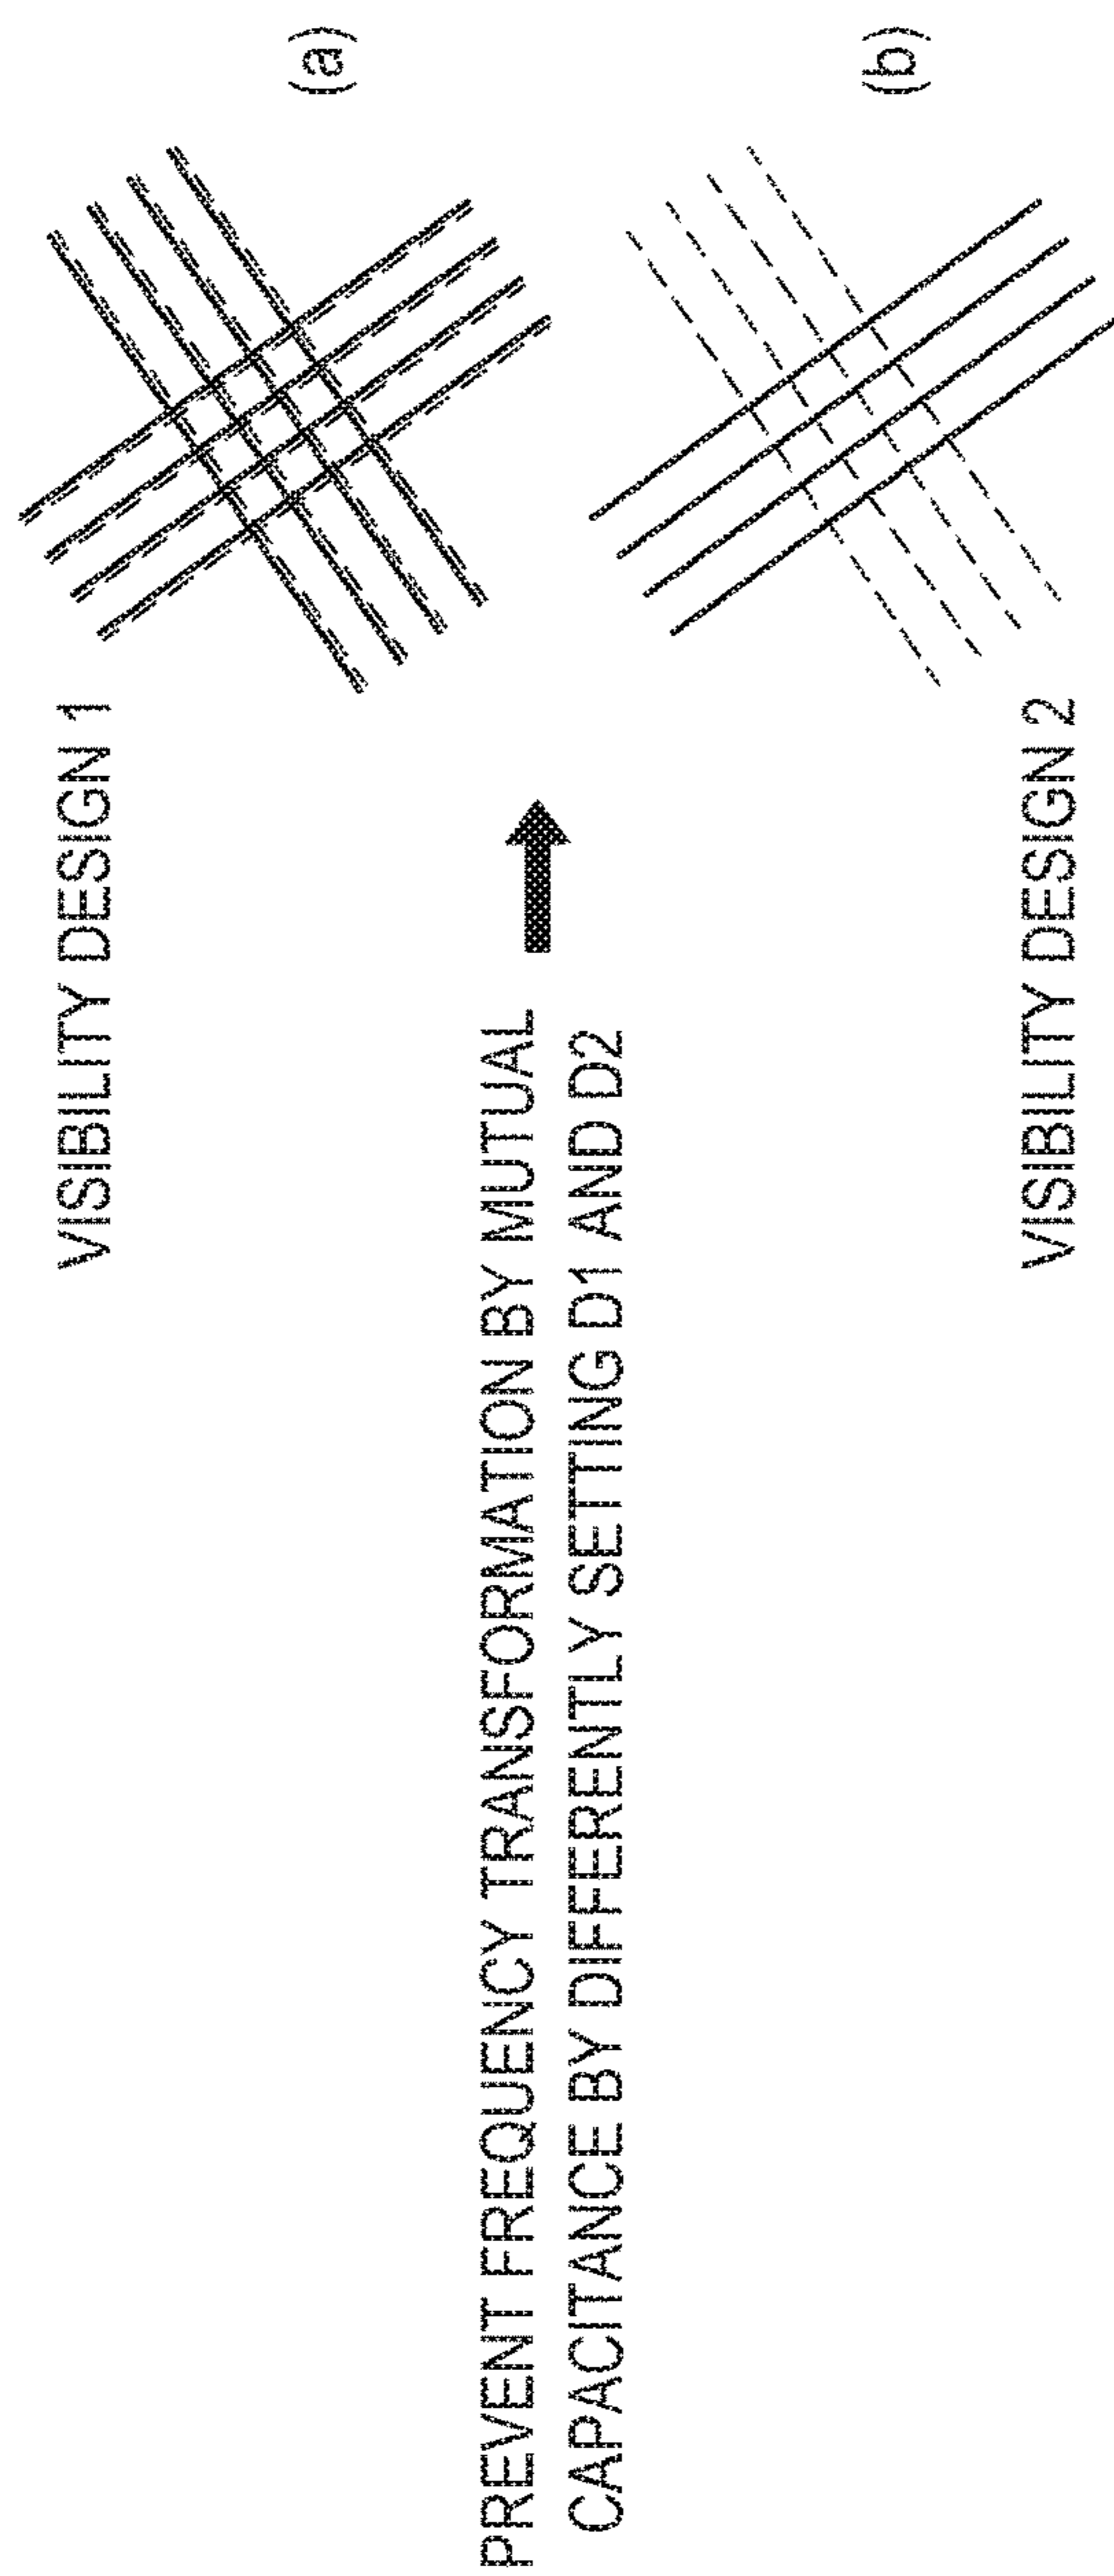 VISIBILITY DESIGN 1
(a)
PREVENT FREQUENCY TRANSFORMATION BY MUTUAL
CAPACITANCE BY DIFFERENTLY SETTING D1 AND D2
VISIBILITY DESIGN 2
(b)